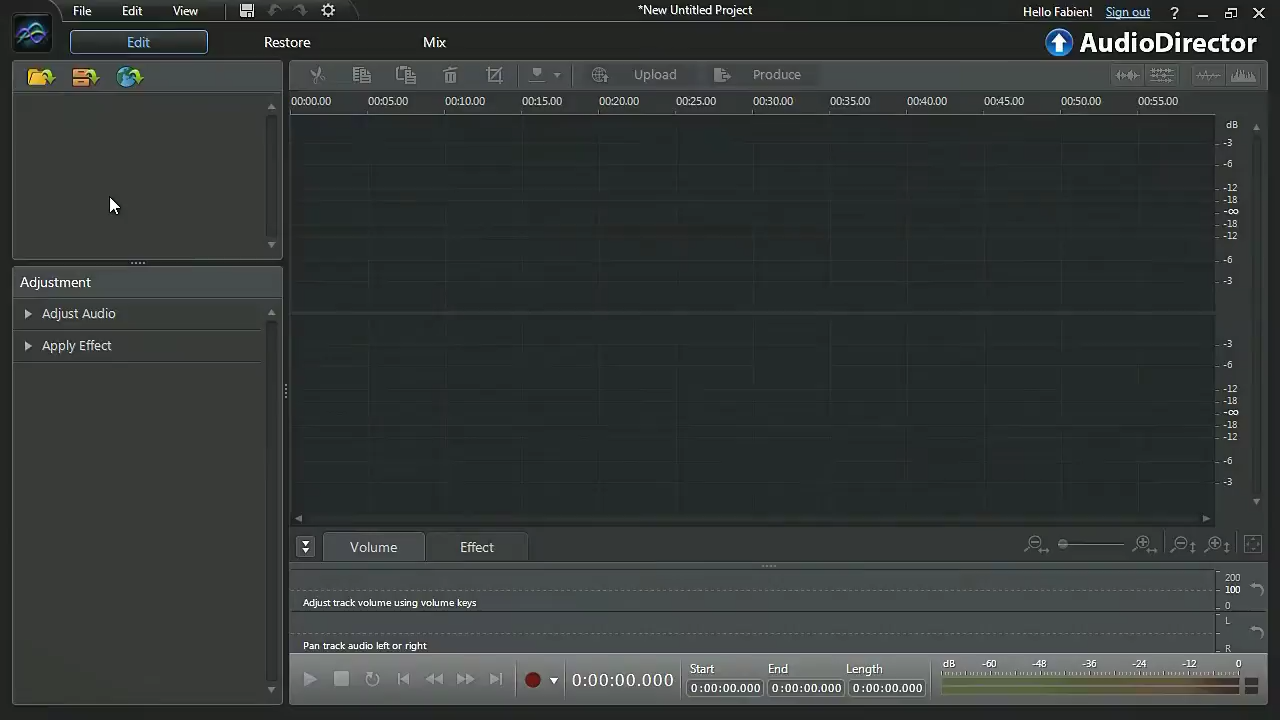 File Edit View
*New Untitled Project
Hello Fabien! Sign out ?
Edit Restore Mix
AudioDirector
Upload Produce
00:00.00 00:05.00 00:10.00 00:15.00 00:20.00 00:25.00 00:30.00 00:35.00 00:40.00 00:45.00 00:50.00 00:55.00
dB
-3
-6
-12
-18
-∞
-18
-12
-6
-3
Adjustment
Adjust Audio
Apply Effect
-3
-6
-12
-18
-∞
-18
-12
-6
-3
Volume Effect
200
100
0
Adjust track volume using volume keys
L
R
Pan track audio left or right
0:00:00.000
Start End Length
0:00:00.000 0:00:00.000 0:00:00.000
dB -60 -48 -36 -24 -12 0